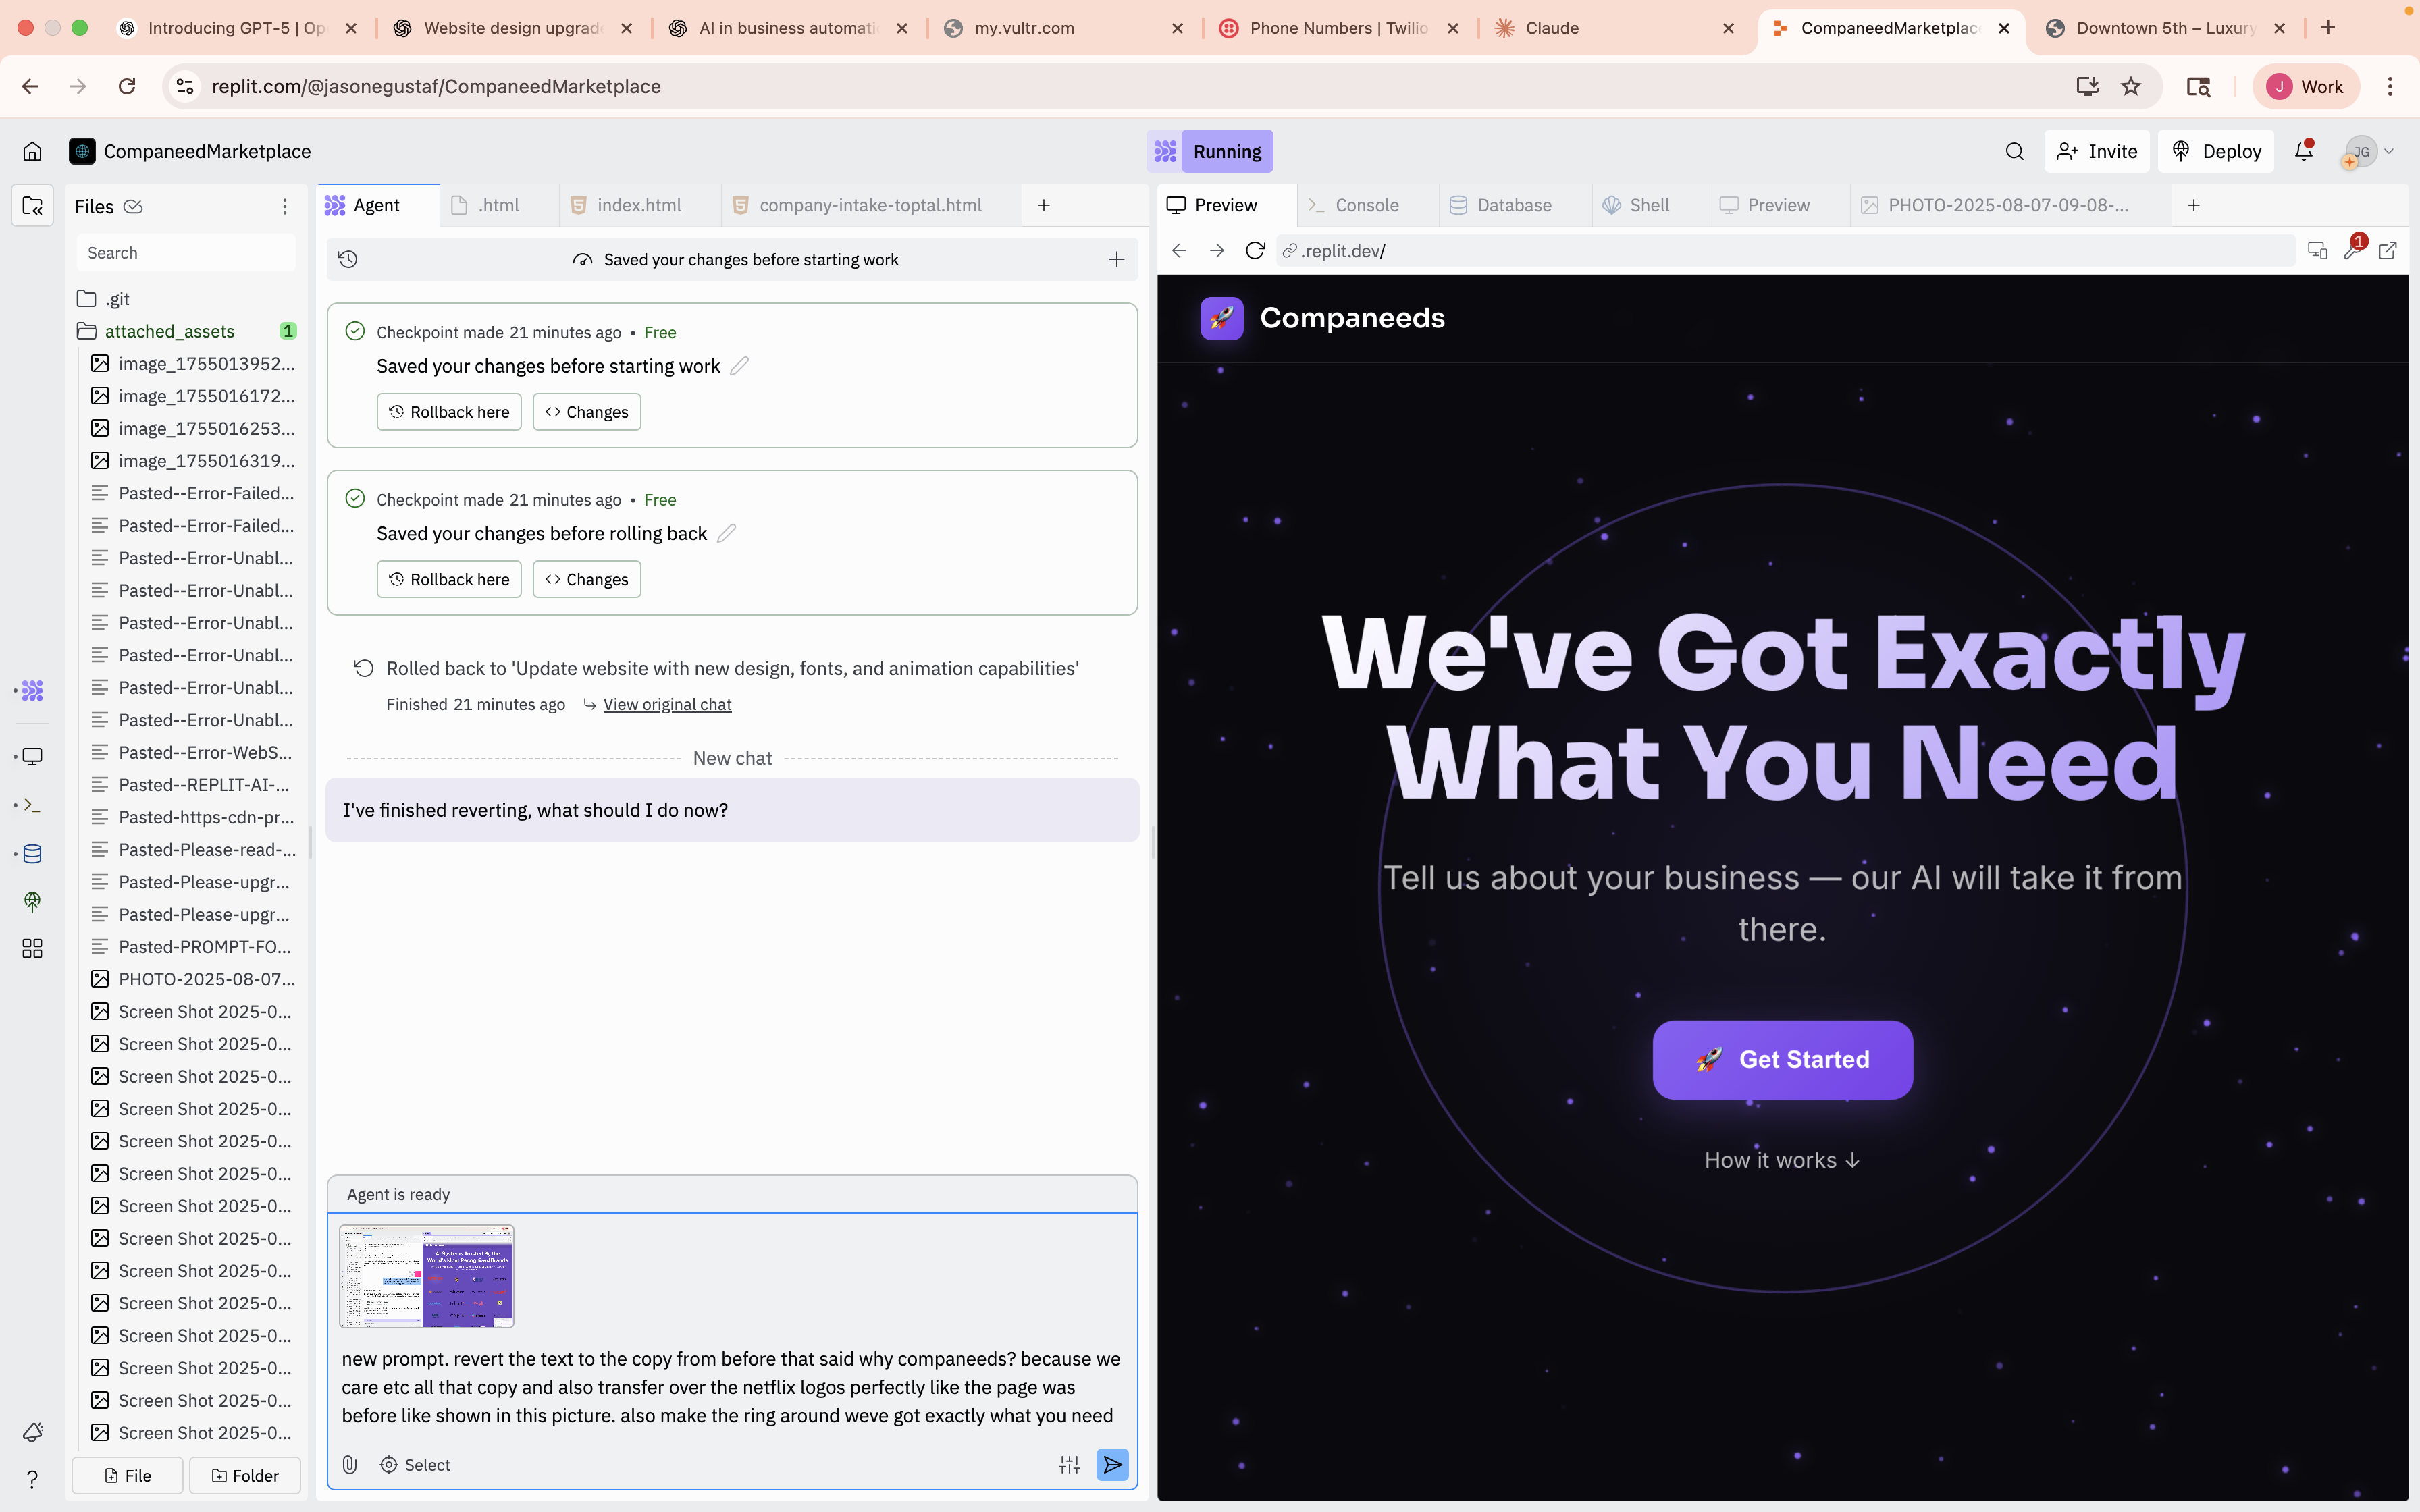 Introducing GPT-5 | Op
Website design upgrade
AI in business automati
my.vultr.com
Phone Numbers | Twilio
Claude
CompaneedMarketplac
Downtown 5th – Luxury
replit.com/@jasonegustaf/CompaneedMarketplace
J
Work
CompaneedMarketplace
Running
Invite
Deploy
JG
Files
Search
.git
attached_assets
1
image_1755013952...
image_1755016172...
image_1755016253...
image_1755016319...
Pasted--Error-Failed...
Pasted--Error-Failed...
Pasted--Error-Unabl...
Pasted--Error-Unabl...
Pasted--Error-Unabl...
Pasted--Error-Unabl...
Pasted--Error-Unabl...
Pasted--Error-Unabl...
Pasted--Error-WebS...
Pasted--REPLIT-AI-...
Pasted-https-cdn-pr...
Pasted-Please-read-...
Pasted-Please-upgr...
Pasted-Please-upgr...
Pasted-PROMPT-FO...
PHOTO-2025-08-07...
Screen Shot 2025-0...
Screen Shot 2025-0...
Screen Shot 2025-0...
Screen Shot 2025-0...
Screen Shot 2025-0...
Screen Shot 2025-0...
Screen Shot 2025-0...
Screen Shot 2025-0...
Screen Shot 2025-0...
Screen Shot 2025-0...
Screen Shot 2025-0...
Screen Shot 2025-0...
Screen Shot 2025-0...
Screen Shot 2025-0...
File
Folder
Agent
.html
index.html
company-intake-toptal.html
Saved your changes before starting work
Checkpoint made 21 minutes ago • Free
Saved your changes before starting work
Rollback here
Changes
Checkpoint made 21 minutes ago • Free
Saved your changes before rolling back
Rollback here
Changes
Rolled back to 'Update website with new design, fonts, and animation capabilities'
Finished 21 minutes ago
View original chat
New chat
I've finished reverting, what should I do now?
Agent is ready
AI Systems Trusted By the
World's Most Recognized Brands
new prompt. revert the text to the copy from before that said why companeeds? because we
care etc all that copy and also transfer over the netflix logos perfectly like the page was
before like shown in this picture. also make the ring around weve got exactly what you need
Select
Preview
Console
Database
Shell
Preview
PHOTO-2025-08-07-09-08-...
.replit.dev/
1
Companeeds
We've Got Exactly
What You Need
Tell us about your business — our AI will take it from
there.
Get Started
How it works ↓